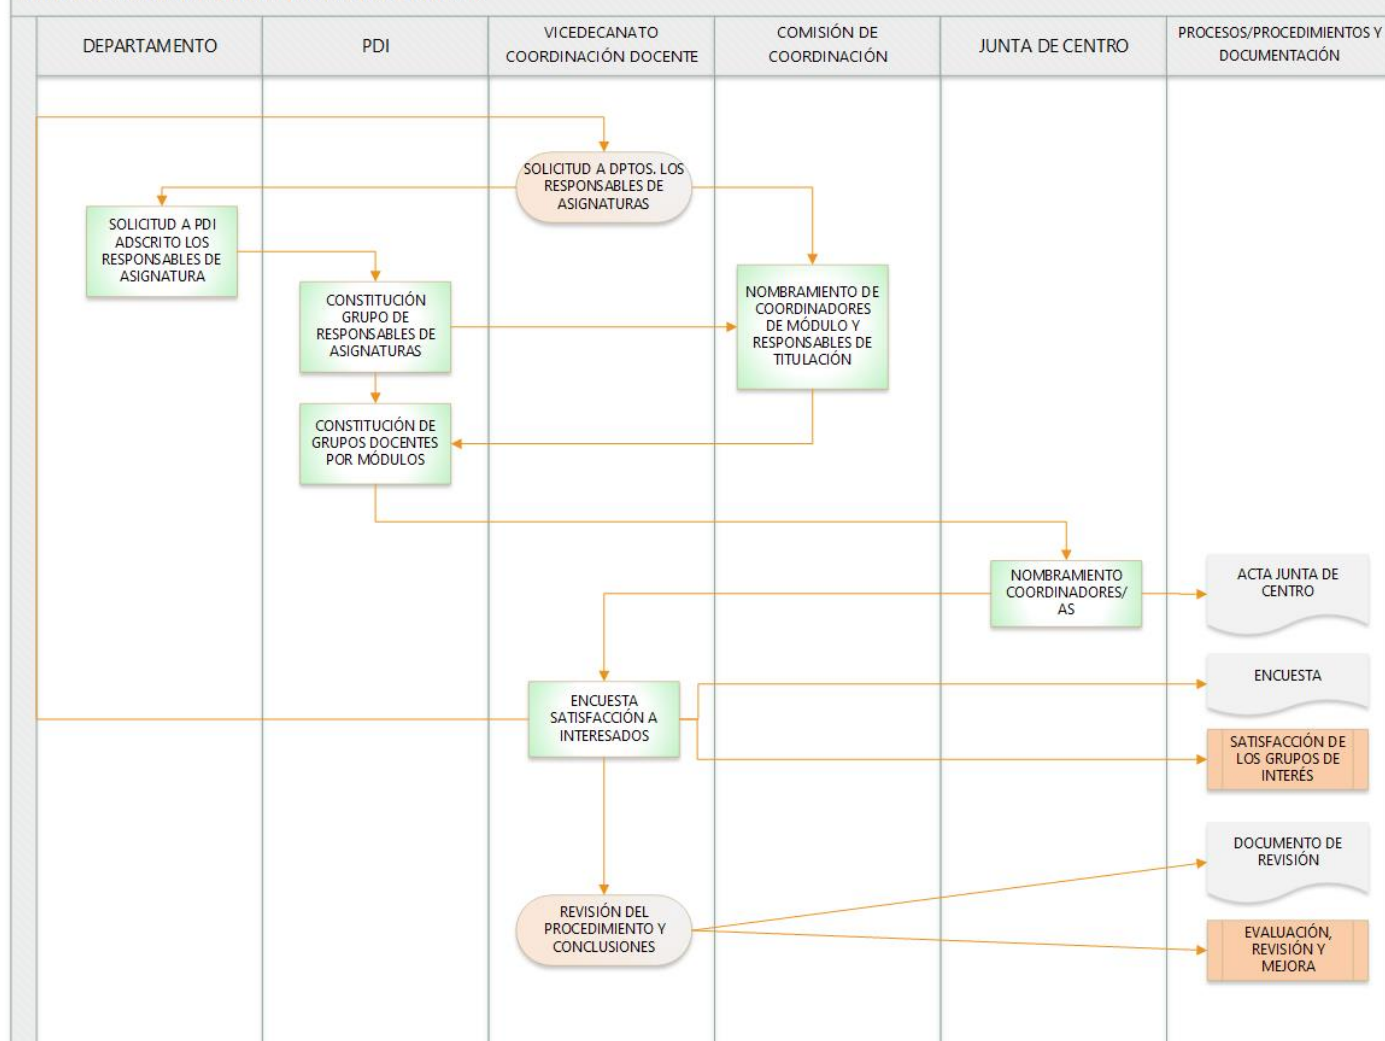 DEPARTAMENTO
PDI
VICEDECANATO
COORDINACIÓN DOCENTE
COMISIÓN DE
COORDINACIÓN
JUNTA DE CENTRO
PROCESOS/PROCEDIMIENTOS Y
DOCUMENTACIÓN
SOLICITUD A DPTOS. LOS
RESPONSABLES DE
ASIGNATURAS
SOLICITUD A PDI
ADSCRITO LOS
RESPONSABLES DE
ASIGNATURA
CONSTITUCIÓN
GRUPO DE
RESPONSABLES DE
ASIGNATURAS
NOMBRAMIENTO DE
COORDINADORES
DE MÓDULO Y
RESPONSABLES DE
TITULACIÓN
CONSTITUCIÓN DE
GRUPOS DOCENTES
POR MÓDULOS
NOMBRAMIENTO
COORDINADORES/
AS
ACTA JUNTA DE
CENTRO
ENCUESTA
SATISFACCIÓN A
INTERESADOS
ENCUESTA
SATISFACCIÓN DE
LOS GRUPOS DE
INTERÉS
DOCUMENTO DE
REVISIÓN
REVISIÓN DEL
PROCEDIMIENTO Y
CONCLUSIONES
EVALUACIÓN,
REVISIÓN Y
MEJORA